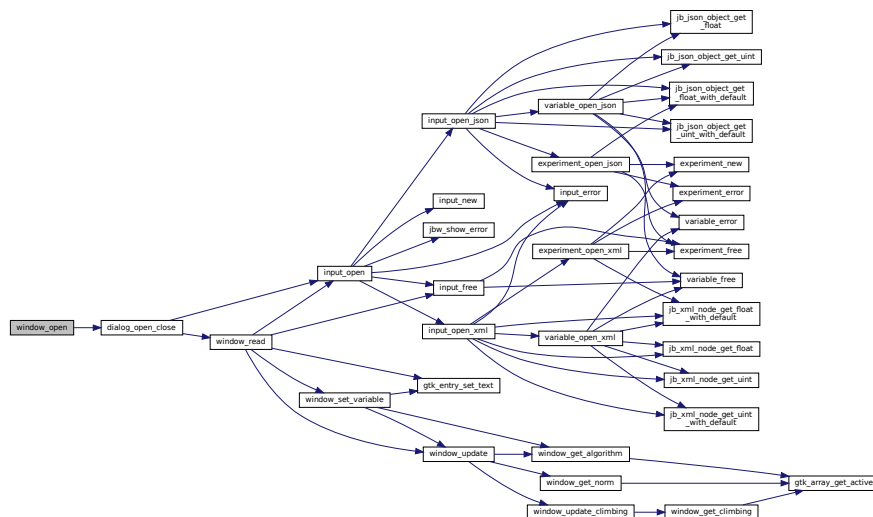 window_open
dialog_open_close
input_open
window_read
input_open_json
input_new
jbw_show_error
input_free
input_open_xml
gtk_entry_set_text
window_set_variable
window_update
variable_open_json
experiment_open_json
input_error
experiment_open_xml
variable_open_xml
window_get_algorithm
window_get_norm
window_update_climbing
jb_json_object_get
_float
jb_json_object_get_uint
jb_json_object_get
_float_with_default
jb_json_object_get
_uint_with_default
experiment_new
experiment_error
variable_error
experiment_free
variable_free
jb_xml_node_get_float
_with_default
jb_xml_node_get_float
jb_xml_node_get_uint
jb_xml_node_get_uint
_with_default
window_get_climbing
gtk_array_get_active